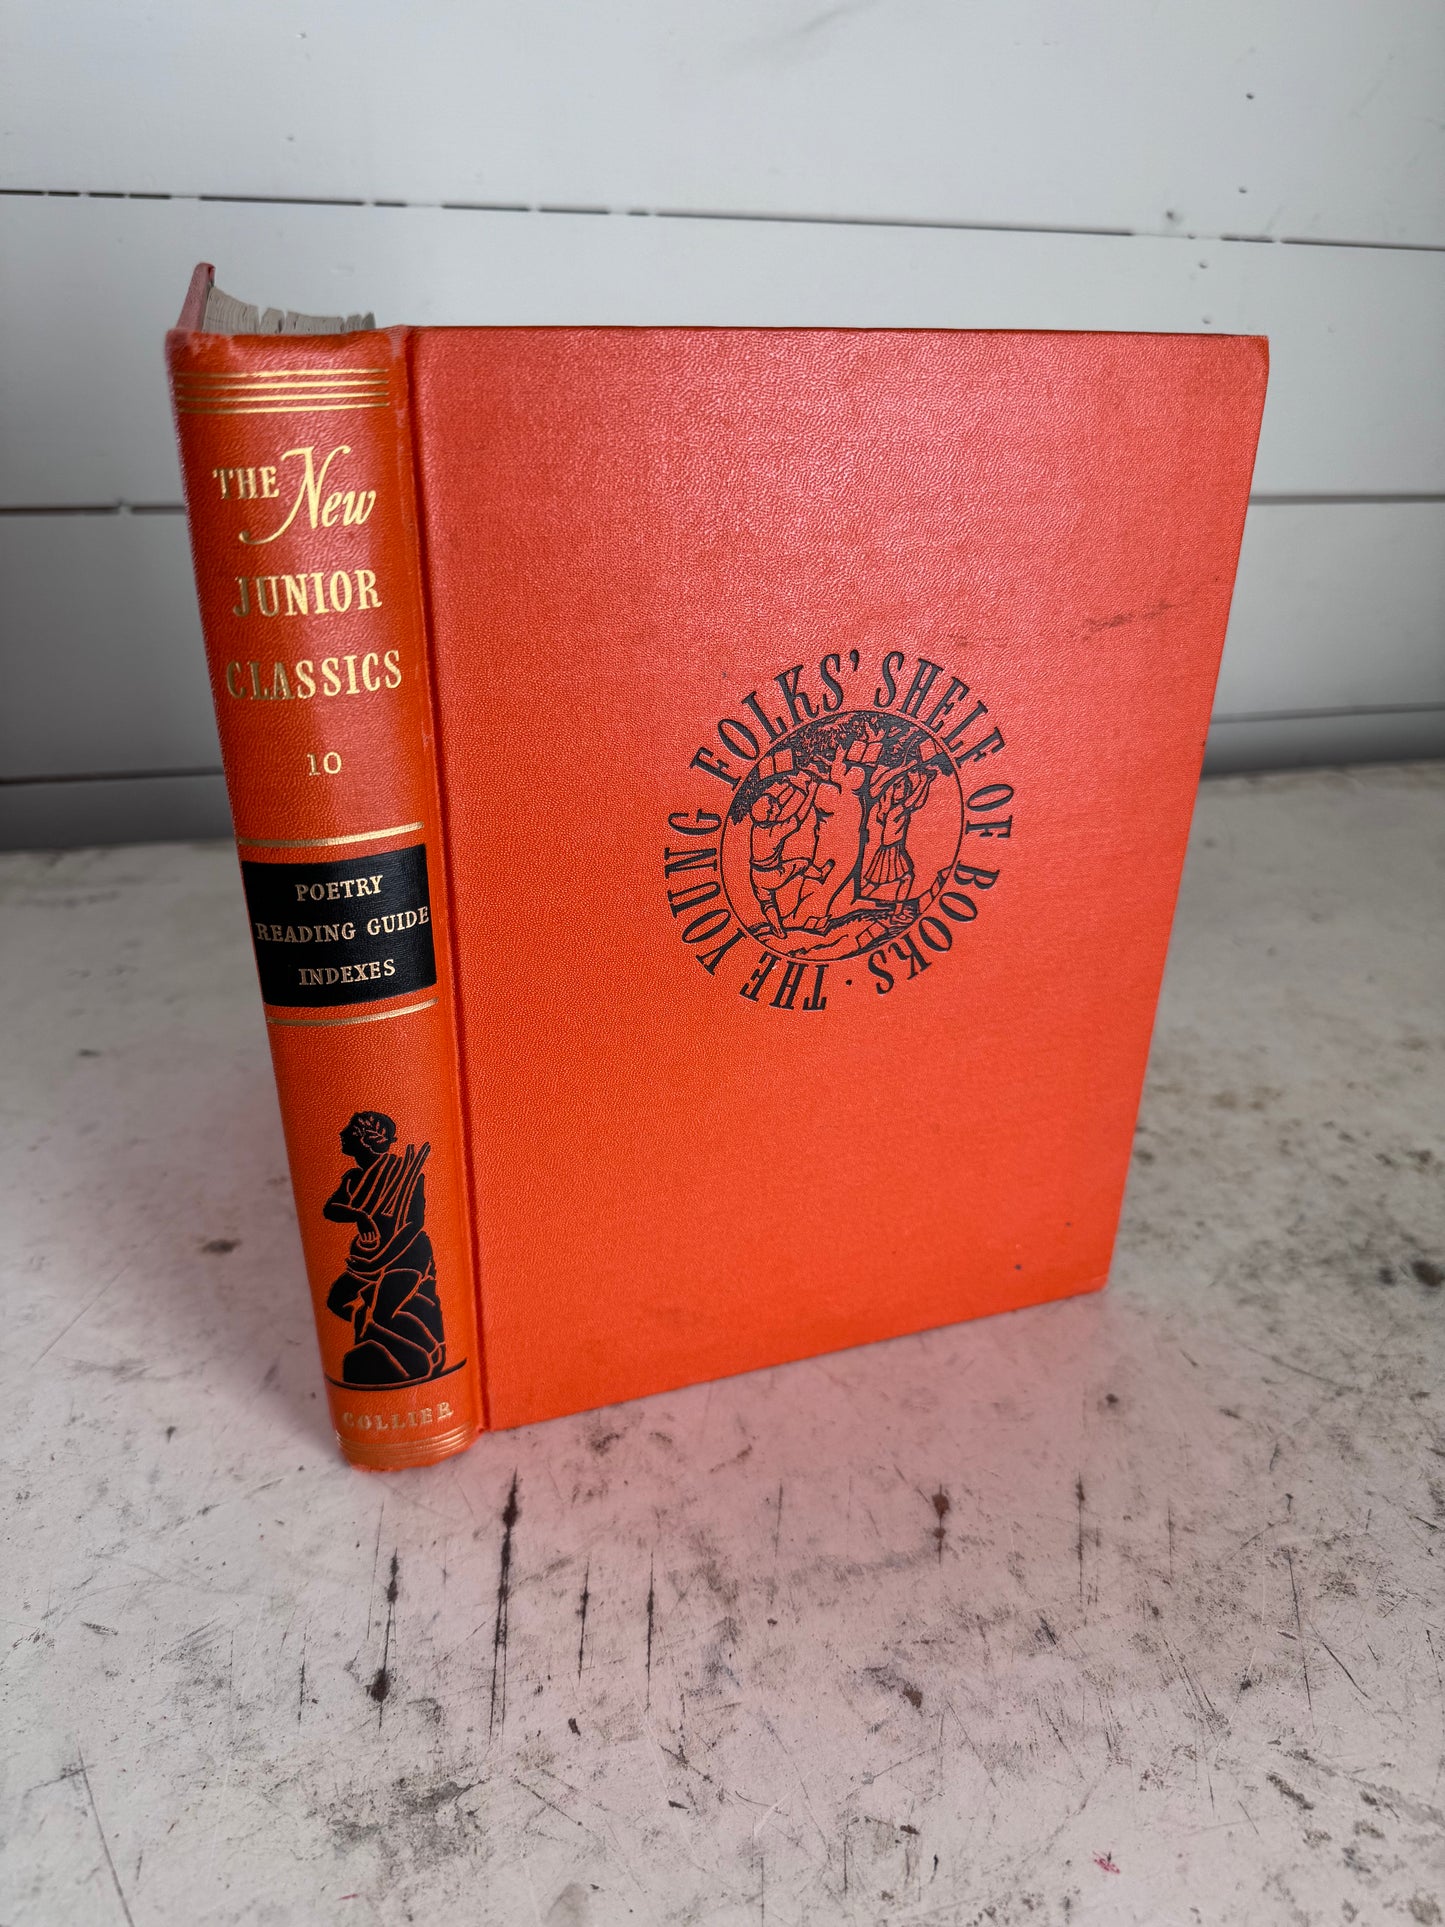 THE New
JUNIOR
CLASSICS
10
POETRY
READING GUIDE
INDEXES
COLLIER
THE YOUNG FOLKS' SHELF OF BOOKS ·